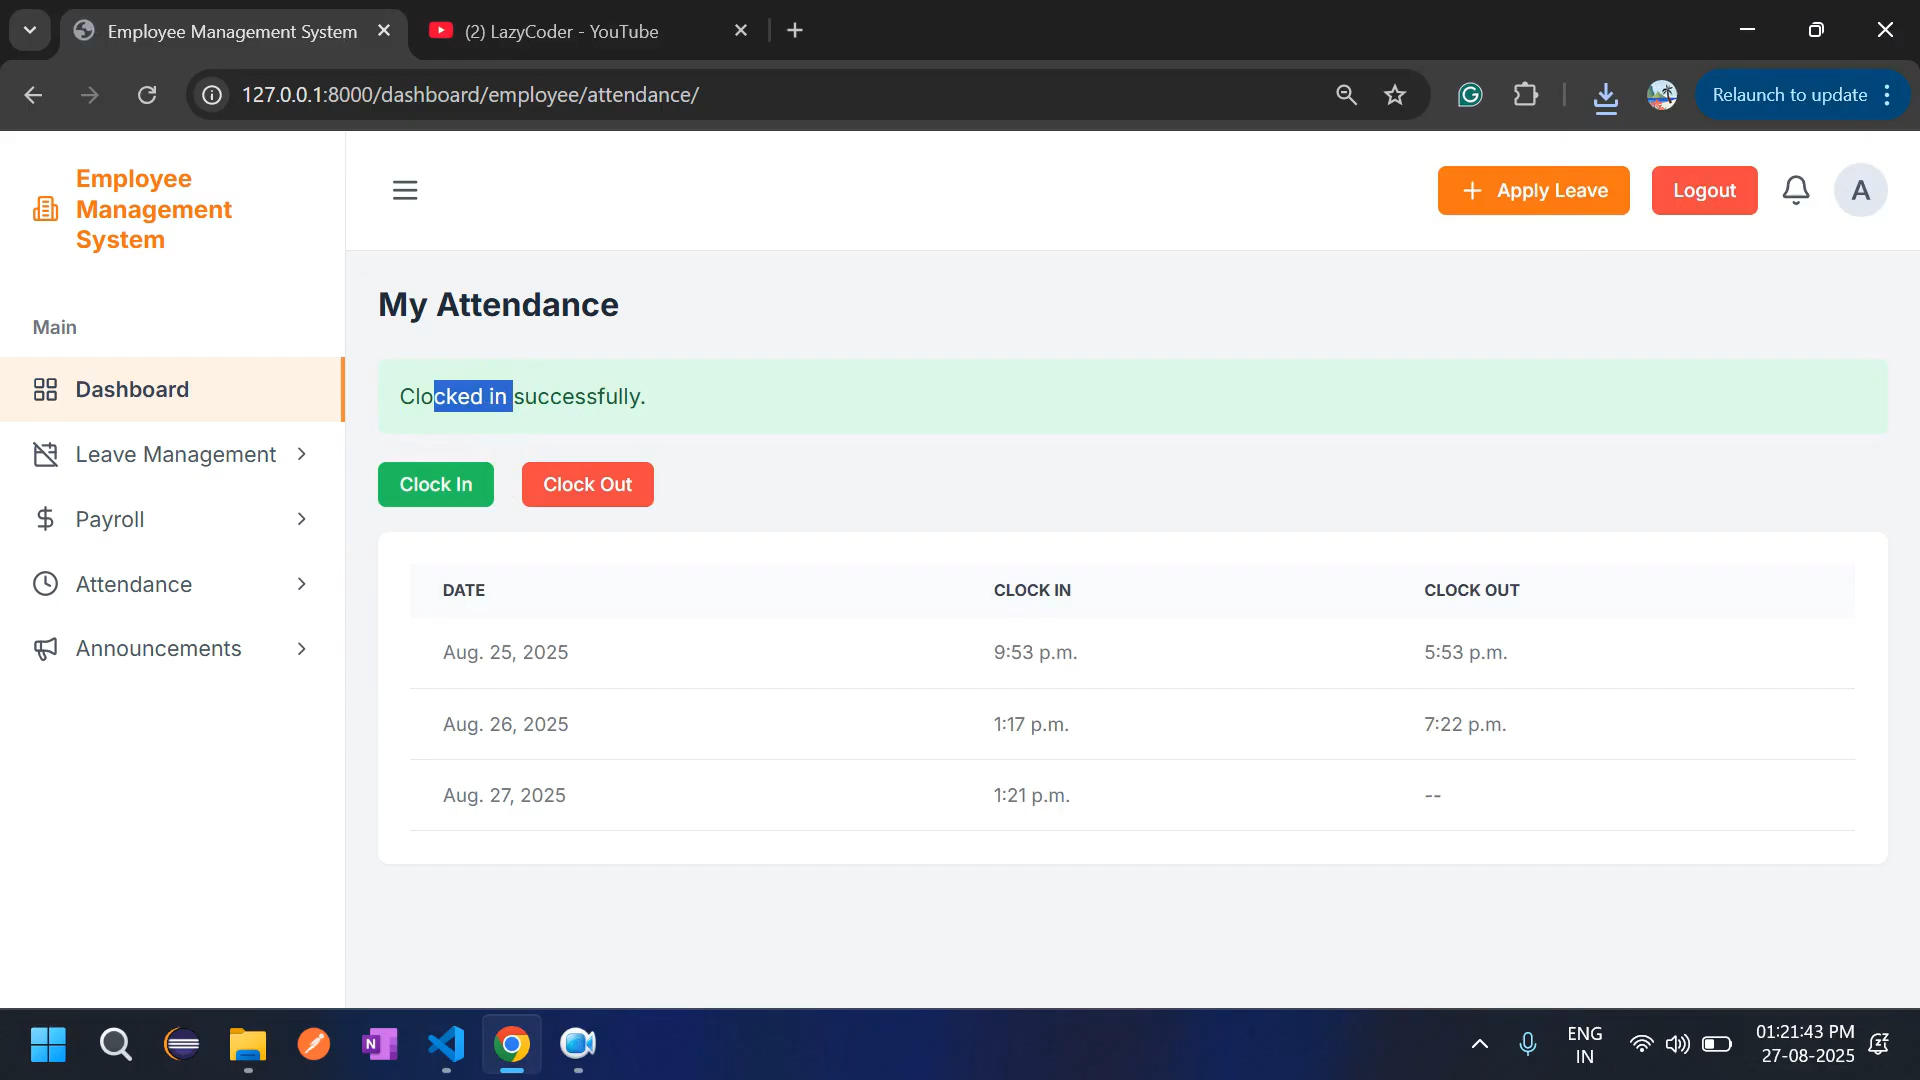 Employee Management System
(2) LazyCoder - YouTube
127.0.0.1:8000/dashboard/employee/attendance/
Relaunch to update
Employee
Management
System
Apply Leave
Logout
A
Main
Dashboard
Leave Management
Payroll
Attendance
Announcements
My Attendance
Clocked in successfully.
Clock In
Clock Out
DATE CLOCK IN CLOCK OUT
Aug. 25, 2025 9:53 p.m. 5:53 p.m.
Aug. 26, 2025 1:17 p.m. 7:22 p.m.
Aug. 27, 2025 1:21 p.m. --
N
ENG
IN
01:21:43 PM
27-08-2025